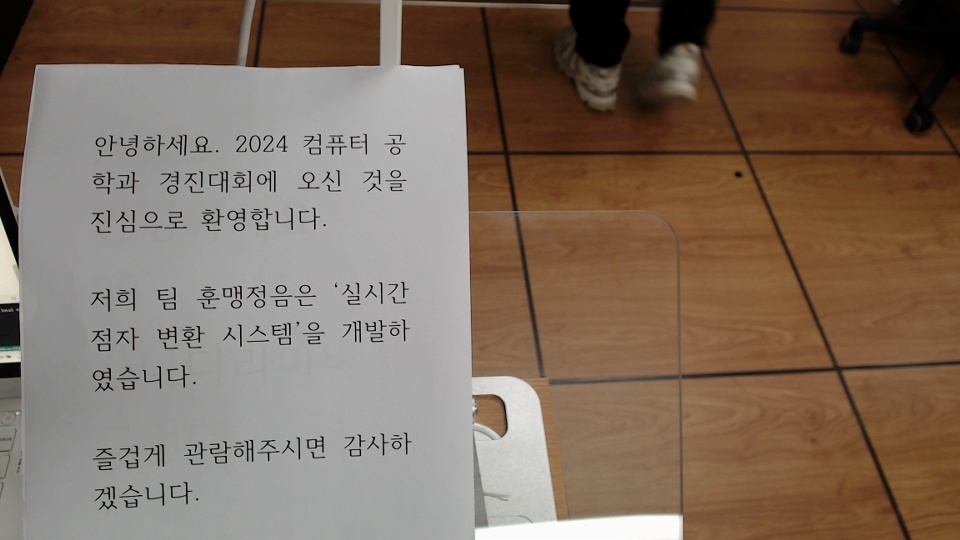 안녕하세요. 2024 컴퓨터 공
학과 경진대회에 오신 것을
진심으로 환영합니다.
저희 팀 훈맹정음은 ‘실시간
점자 변환 시스템’을 개발하
였습니다.
즐겁게 관람해주시면 감사하
겠습니다.